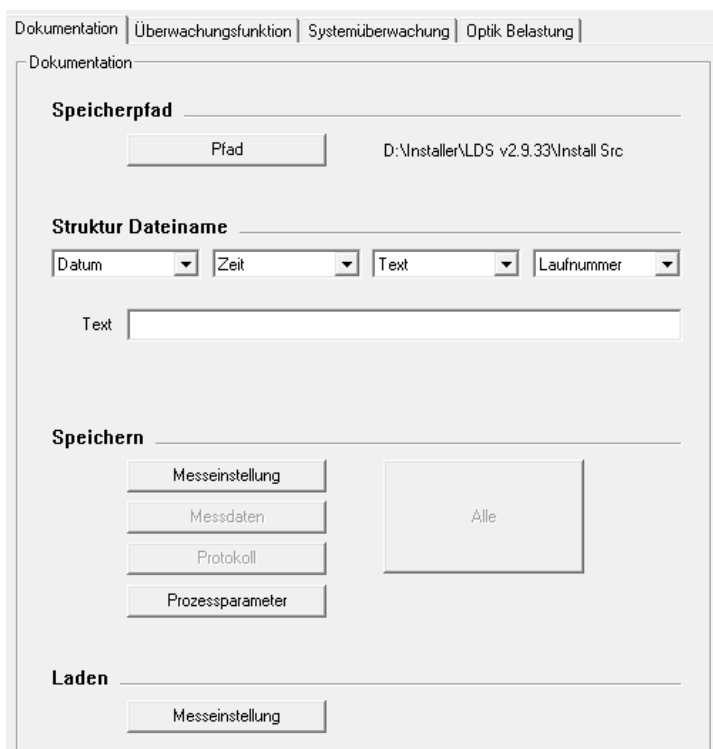 Dokumentation Überwachungsfunktion Systemüberwachung Optik Belastung
Dokumentation
Speicherpfad
Pfad D:\Installer\LDS v2.9.33\Install Src
Struktur Dateiname
Datum Zeit Text Laufnummer
Text
Speichern
Messeinstellung
Messdaten Alle
Protokoll
Prozessparameter
Laden
Messeinstellung